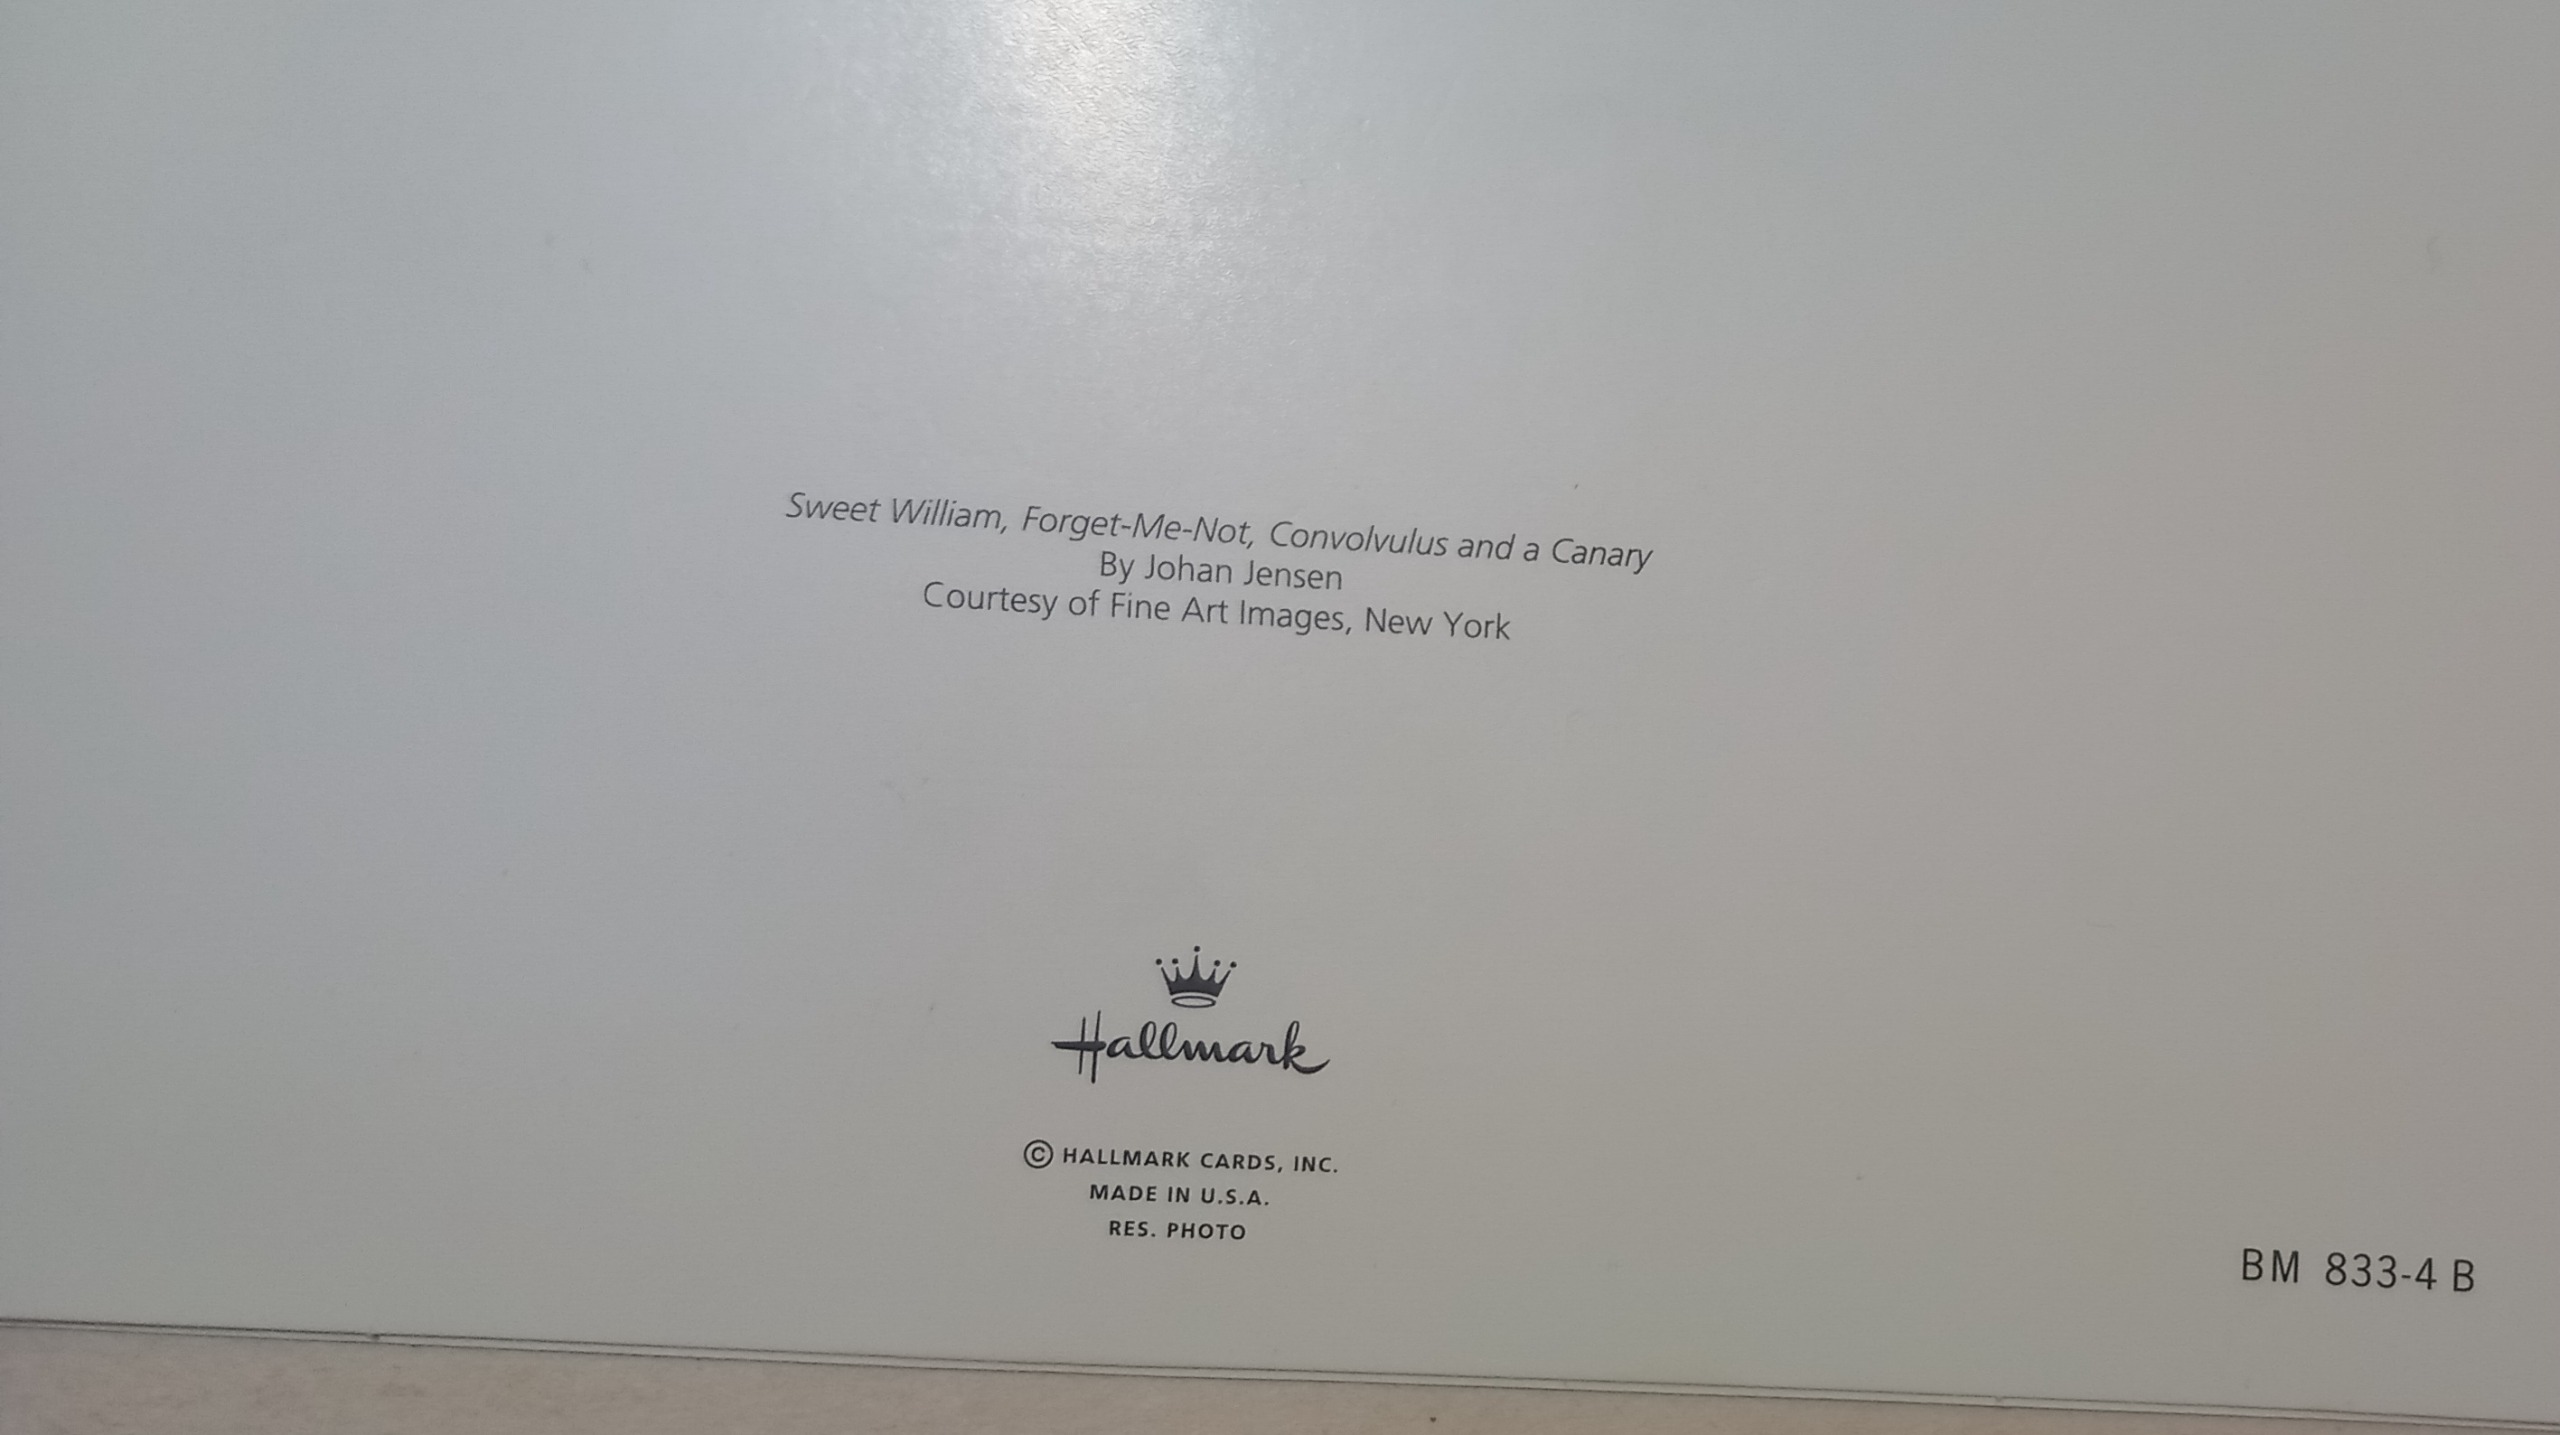 Sweet William, Forget-Me-Not, Convolvulus and a Canary
By Johan Jensen
Courtesy of Fine Art Images, New York
Hallmark
© HALLMARK CARDS, INC.
MADE IN U.S.A.
RES. PHOTO
BM 833-4 B